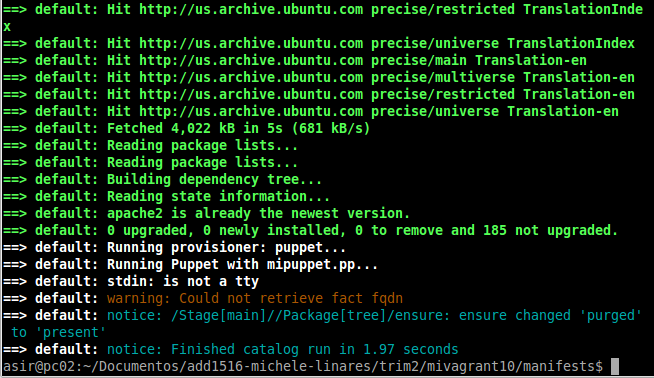 ==> default: Hit http://us.archive.ubuntu.com precise/restricted TranslationInde
x
==> default: Hit http://us.archive.ubuntu.com precise/universe TranslationIndex
==> default: Hit http://us.archive.ubuntu.com precise/main Translation-en
==> default: Hit http://us.archive.ubuntu.com precise/multiverse Translation-en
==> default: Hit http://us.archive.ubuntu.com precise/restricted Translation-en
==> default: Hit http://us.archive.ubuntu.com precise/universe Translation-en
==> default: Fetched 4,022 kB in 5s (681 kB/s)
==> default: Reading package lists...
==> default: Reading package lists...
==> default: Building dependency tree...
==> default: Reading state information...
==> default: apache2 is already the newest version.
==> default: 0 upgraded, 0 newly installed, 0 to remove and 185 not upgraded.
==> default: Running provisioner: puppet...
==> default: Running Puppet with mipuppet.pp...
==> default: stdin: is not a tty
==> default: warning: Could not retrieve fact fqdn
==> default: notice: /Stage[main]//Package[tree]/ensure: ensure changed 'purged'
 to 'present'
==> default: notice: Finished catalog run in 1.97 seconds
asir@pc02:~/Documentos/add1516-michele-linares/trim2/mivagrant10/manifests$